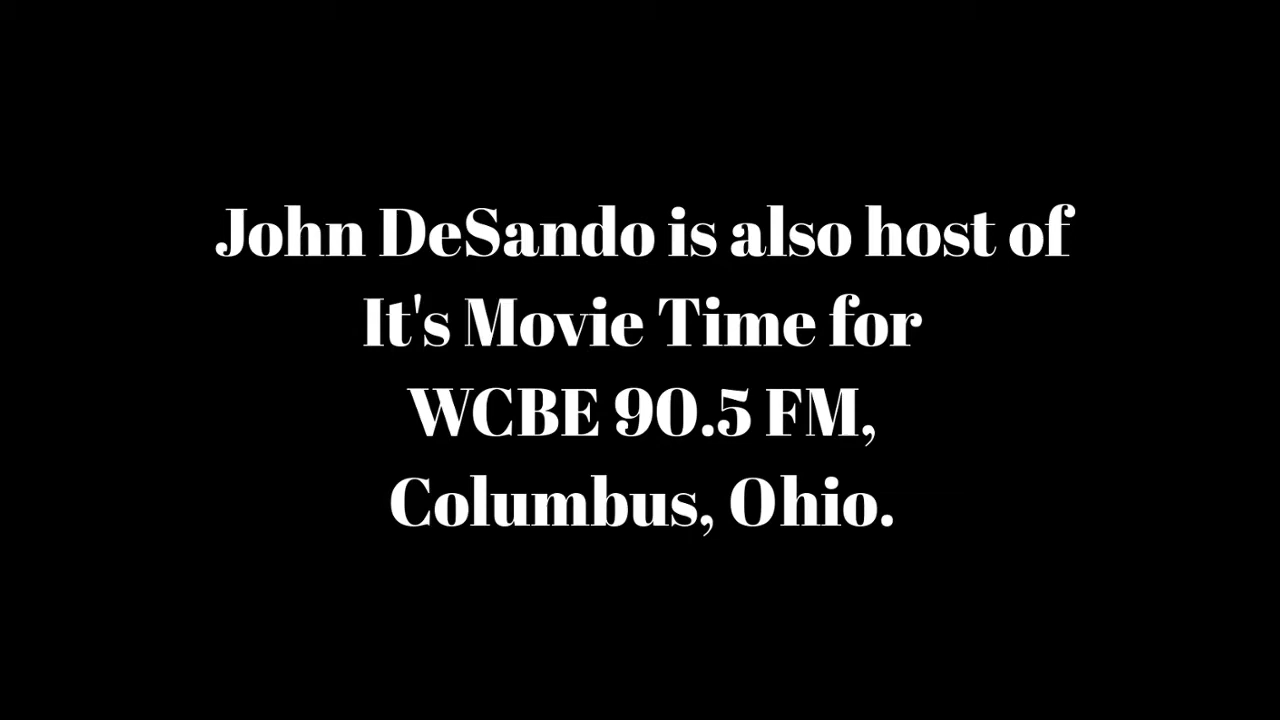 John DeSando is also host of
It's Movie Time for
WCBE 90.5 FM,
Columbus, Ohio.